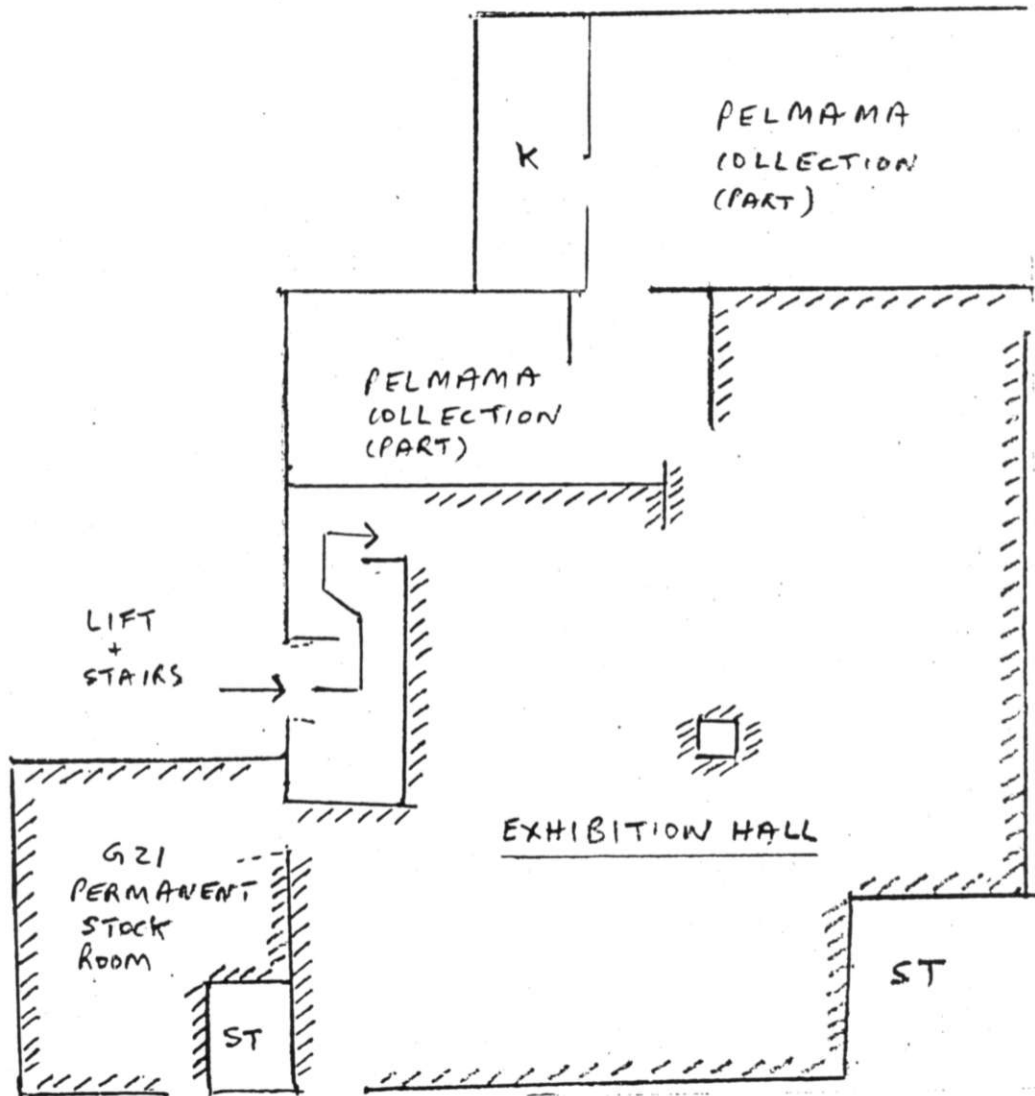 K
PELMAMA
COLLECTION
(PART)
PELMAMA
COLLECTION
(PART)
LIFT
+
STAIRS
EXHIBITION HALL
G21
PERMANENT
STOCK
ROOM
ST
ST